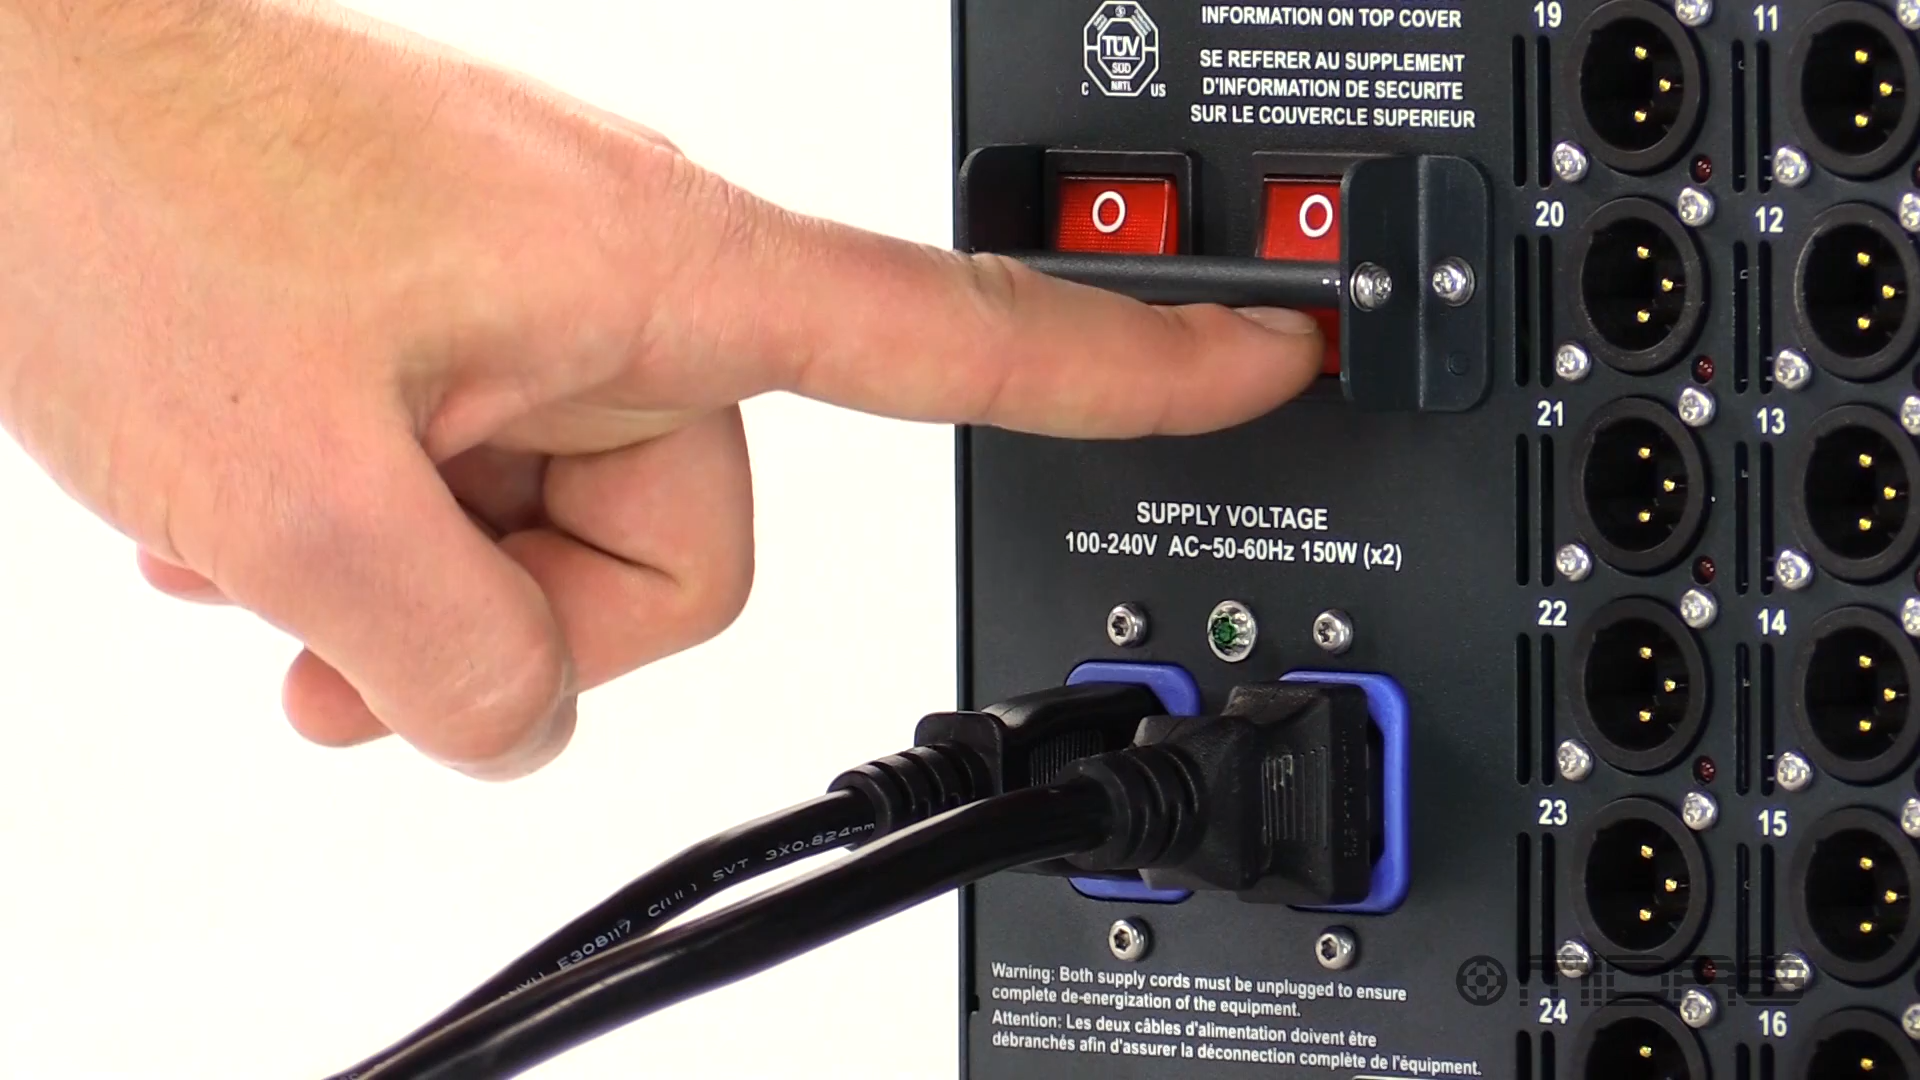 INFORMATION ON TOP COVER
TÜV
SÜD
NRTL
C US
SE REFERER AU SUPPLEMENT
D'INFORMATION DE SECURITE
SUR LE COUVERCLE SUPERIEUR
O O
SUPPLY VOLTAGE
100-240V AC~50-60Hz 150W (x2)
E308117
SVT 3X0.824mm
Warning: Both supply cords must be unplugged to ensure
complete de-energization of the equipment.
Attention: Les deux câbles d'alimentation doivent être
débranchés afin d'assurer la déconnection complète de l'équipment.
19
20
21
22
23
24
11
12
13
14
15
16
MIDAS